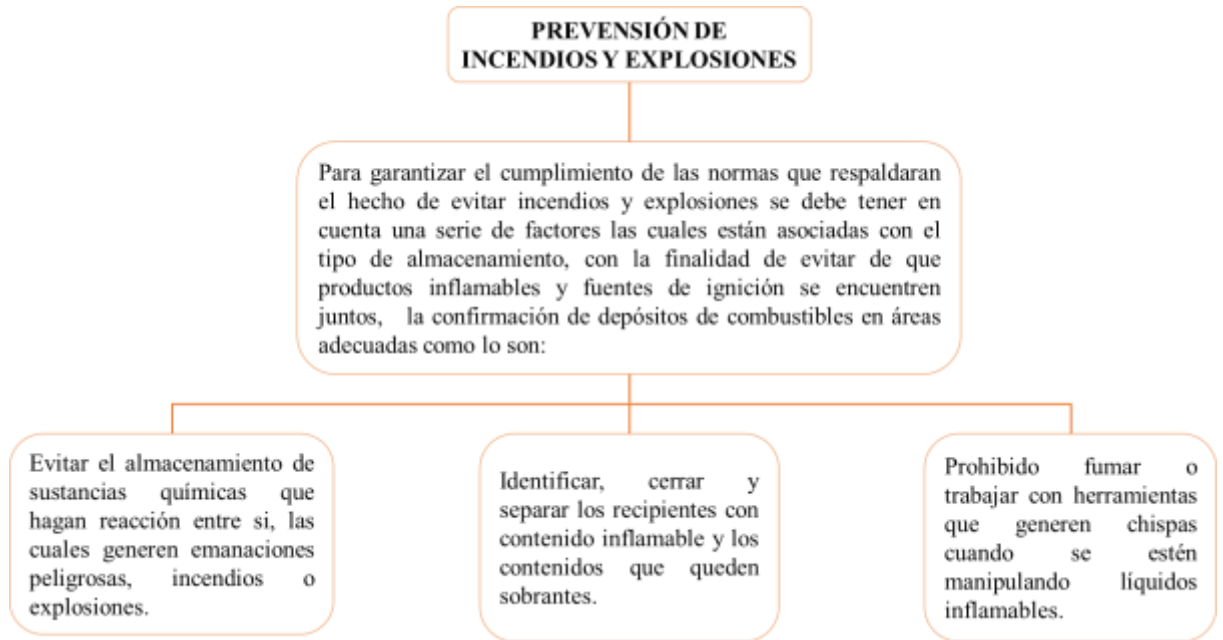 PREVENSIÓN DE
INCENDIOS Y EXPLOSIONES
Para garantizar el cumplimiento de las normas que respaldaran
el hecho de evitar incendios y explosiones se debe tener en
cuenta una serie de factores las cuales están asociadas con el
tipo de almacenamiento, con la finalidad de evitar de que
productos inflamables y fuentes de ignición se encuentren
juntos, la confirmación de depósitos de combustibles en áreas
adecuadas como lo son:
Evitar el almacenamiento de
sustancias químicas que
hagan reacción entre si, las
cuales generen emanaciones
peligrosas, incendios o
explosiones.
Identificar, cerrar y
separar los recipientes con
contenido inflamable y los
contenidos que queden
sobrantes.
Prohibido fumar o
trabajar con herramientas
que generen chispas
cuando se estén
manipulando líquidos
inflamables.